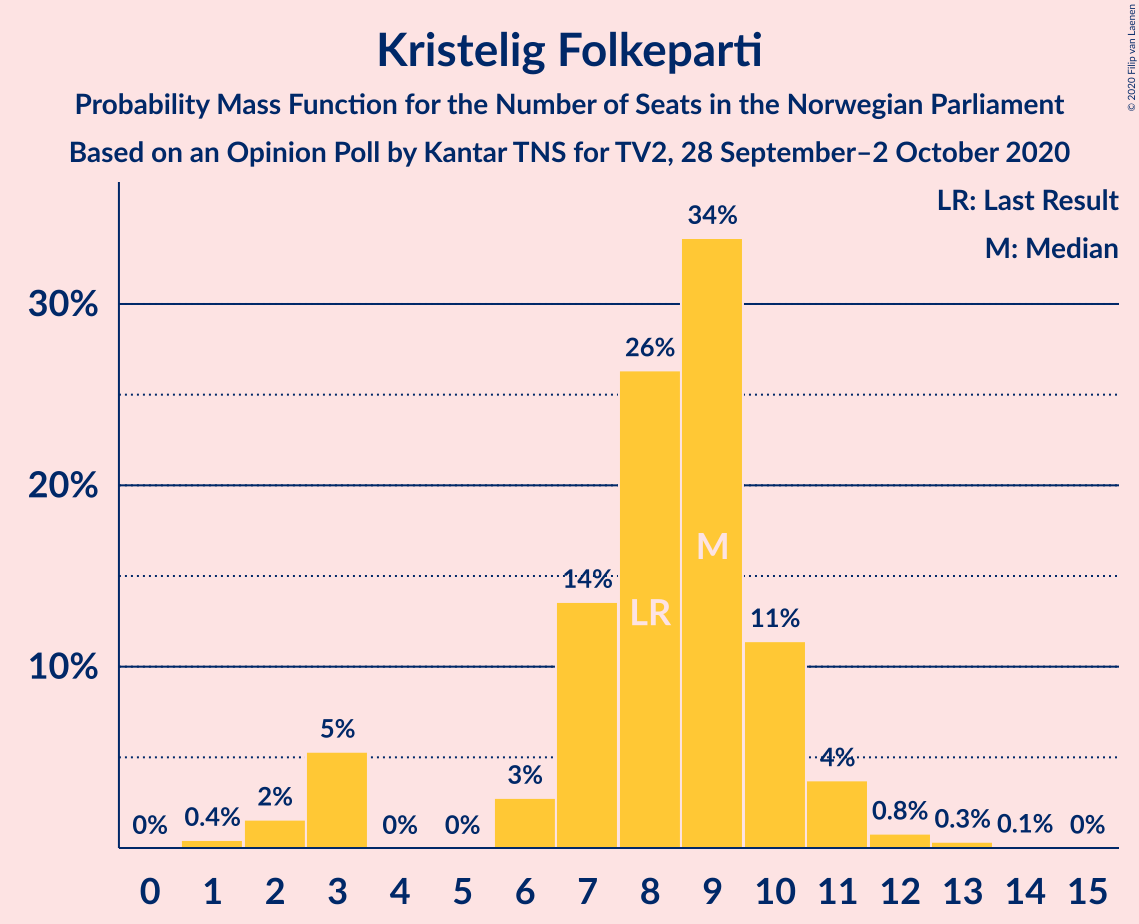 Kristelig Folkeparti
Probability Mass Function for the Number of Seats in the Norwegian Parliament
Based on an Opinion Poll by Kantar TNS for TV2, 28 September–2 October 2020
© 2020 Filip van Laenen
LR: Last Result
M: Median
34%
30%
26%
20%
M
14%
LR
11%
10%
5%
3%
4%
2%
0%
0.4%
0%
0%
0.8%
0.3%
0.1%
0%
0 1 2 3 4 5 6 7 8 9 10 11 12 13 14 15